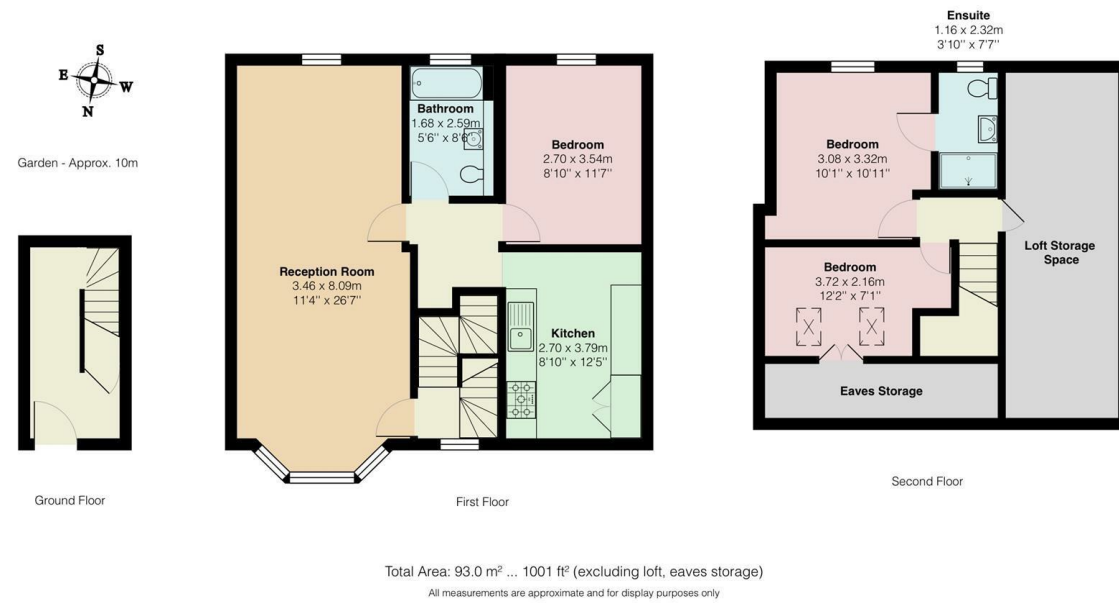 S
E
W
N
Garden - Approx. 10m
Ground Floor
Bathroom
1.68 x 2.59m
5'6'' x 8'6''
Bedroom
2.70 x 3.54m
8'10'' x 11'7''
Reception Room
3.46 x 8.09m
11'4'' x 26'7''
Kitchen
2.70 x 3.79m
8'10'' x 12'5''
First Floor
Ensuite
1.16 x 2.32m
3'10'' x 7'7''
Bedroom
3.08 x 3.32m
10'1'' x 10'11''
Loft Storage
Space
Bedroom
3.72 x 2.16m
12'2'' x 7'1''
Eaves Storage
Second Floor
Total Area: 93.0 m² ... 1001 ft² (excluding loft, eaves storage)
All measurements are approximate and for display purposes only